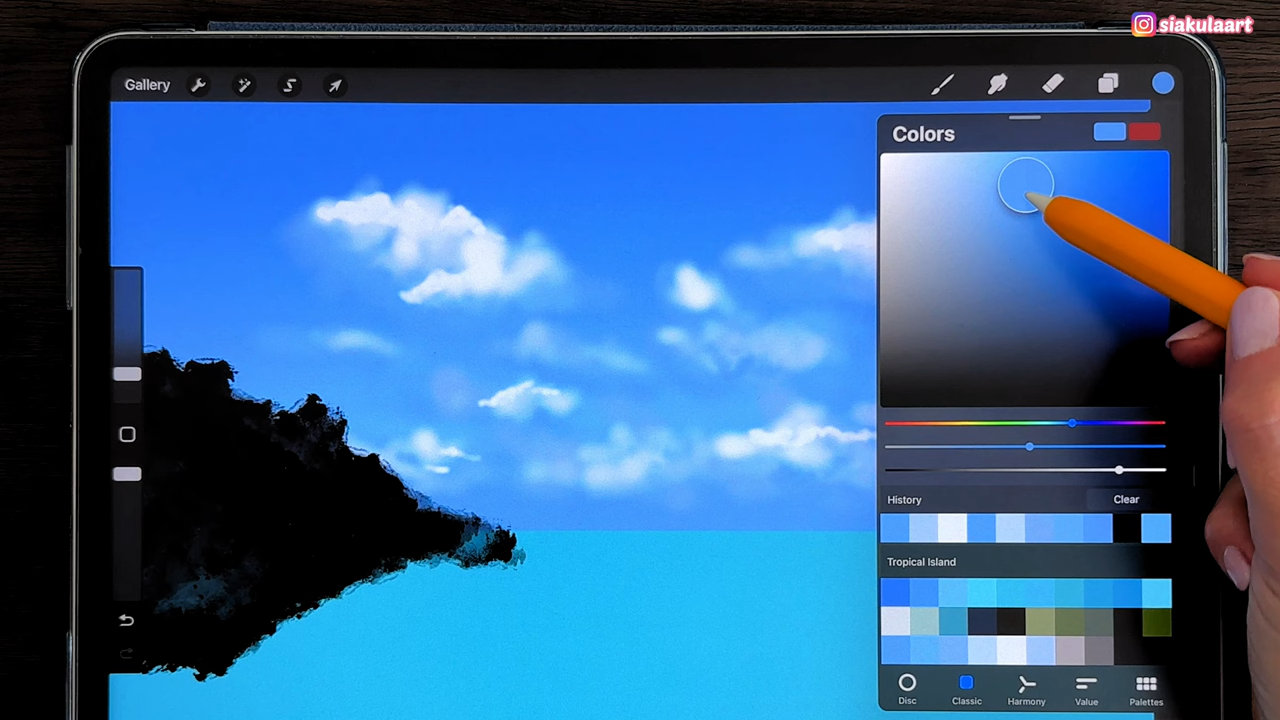 siakulaart
Gallery
Colors
History
Clear
Tropical Island
Disc
Classic
Harmony
Value
Palettes